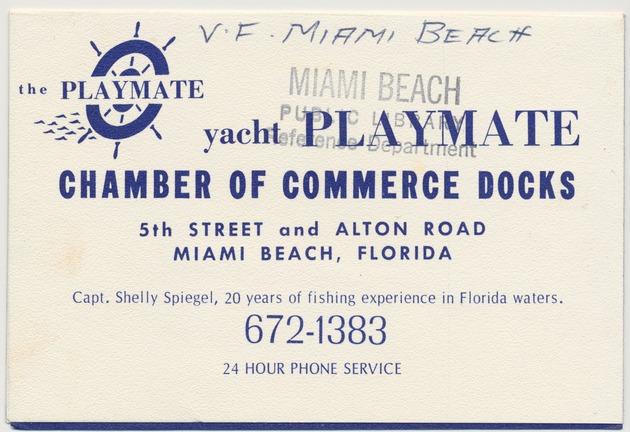 V.F. MIAMI BEACH
the PLAYMATE
MIAMI BEACH
PUBLIC LIBRARY
Reference Department
yacht PLAYMATE
CHAMBER OF COMMERCE DOCKS
5th STREET and ALTON ROAD
MIAMI BEACH, FLORIDA
Capt. Shelly Spiegel, 20 years of fishing experience in Florida waters.
672-1383
24 HOUR PHONE SERVICE